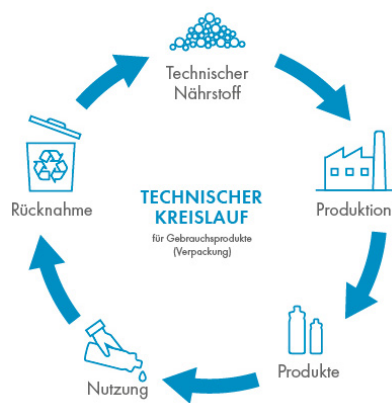 Technischer
Nährstoff
Rücknahme
TECHNISCHER
KREISLAUF
für Gebrauchsprodukte
(Verpackung)
Produktion
Produkte
Nutzung